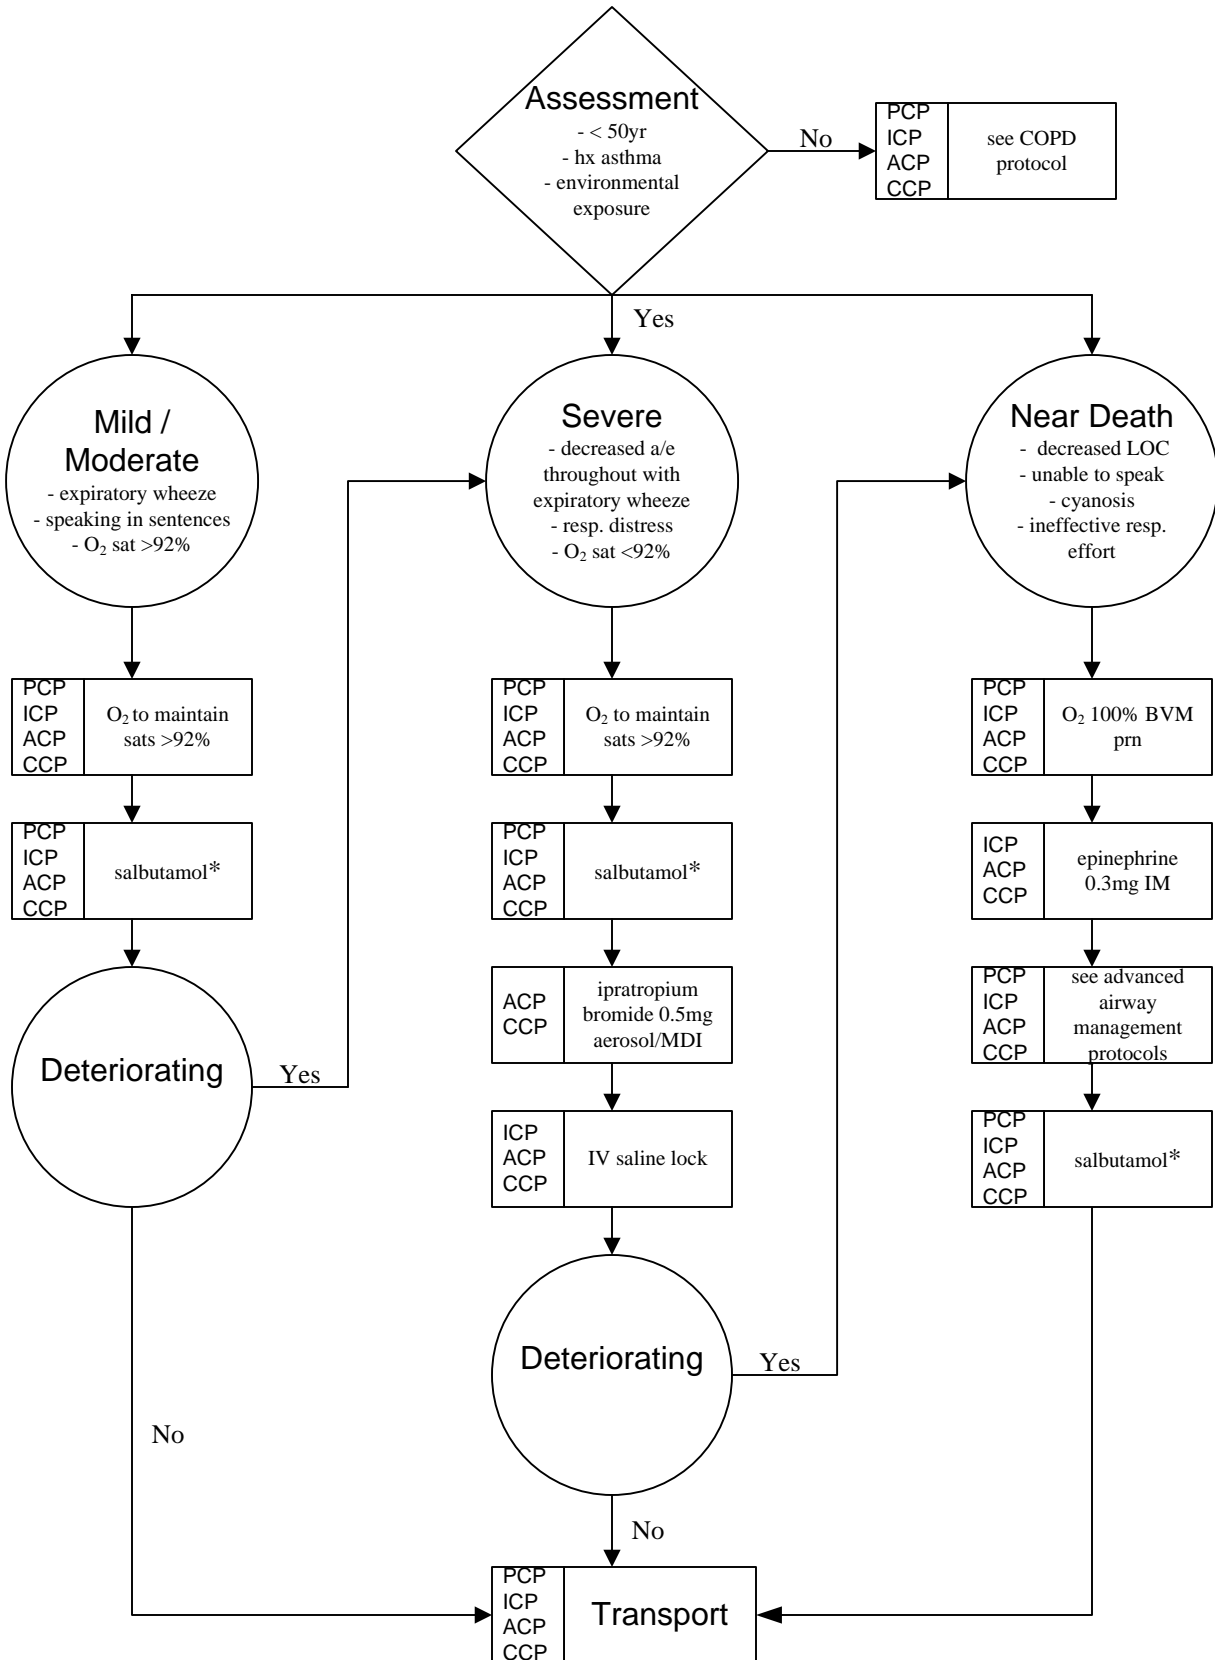 Assessment
- < 50yr
- hx asthma
- environmental
exposure
No
PCP
ICP
ACP
CCP
see COPD
protocol
Yes
Mild /
Moderate
- expiratory wheeze
- speaking in sentences
- O₂ sat >92%
Severe
- decreased a/e
throughout with
expiratory wheeze
- resp. distress
- O₂ sat <92%
Near Death
- decreased LOC
- unable to speak
- cyanosis
- ineffective resp.
effort
PCP
ICP
ACP
CCP
O₂ to maintain
sats >92%
PCP
ICP
ACP
CCP
O₂ to maintain
sats >92%
PCP
ICP
ACP
CCP
O₂ 100% BVM
prn
PCP
ICP
ACP
CCP
salbutamol*
PCP
ICP
ACP
CCP
salbutamol*
ICP
ACP
CCP
epinephrine
0.3mg IM
Deteriorating
Yes
ACP
CCP
ipratropium
bromide 0.5mg
aerosol/MDI
PCP
ICP
ACP
CCP
see advanced
airway
management
protocols
ICP
ACP
CCP
IV saline lock
PCP
ICP
ACP
CCP
salbutamol*
Deteriorating
Yes
No
No
PCP
ICP
ACP
CCP
Transport